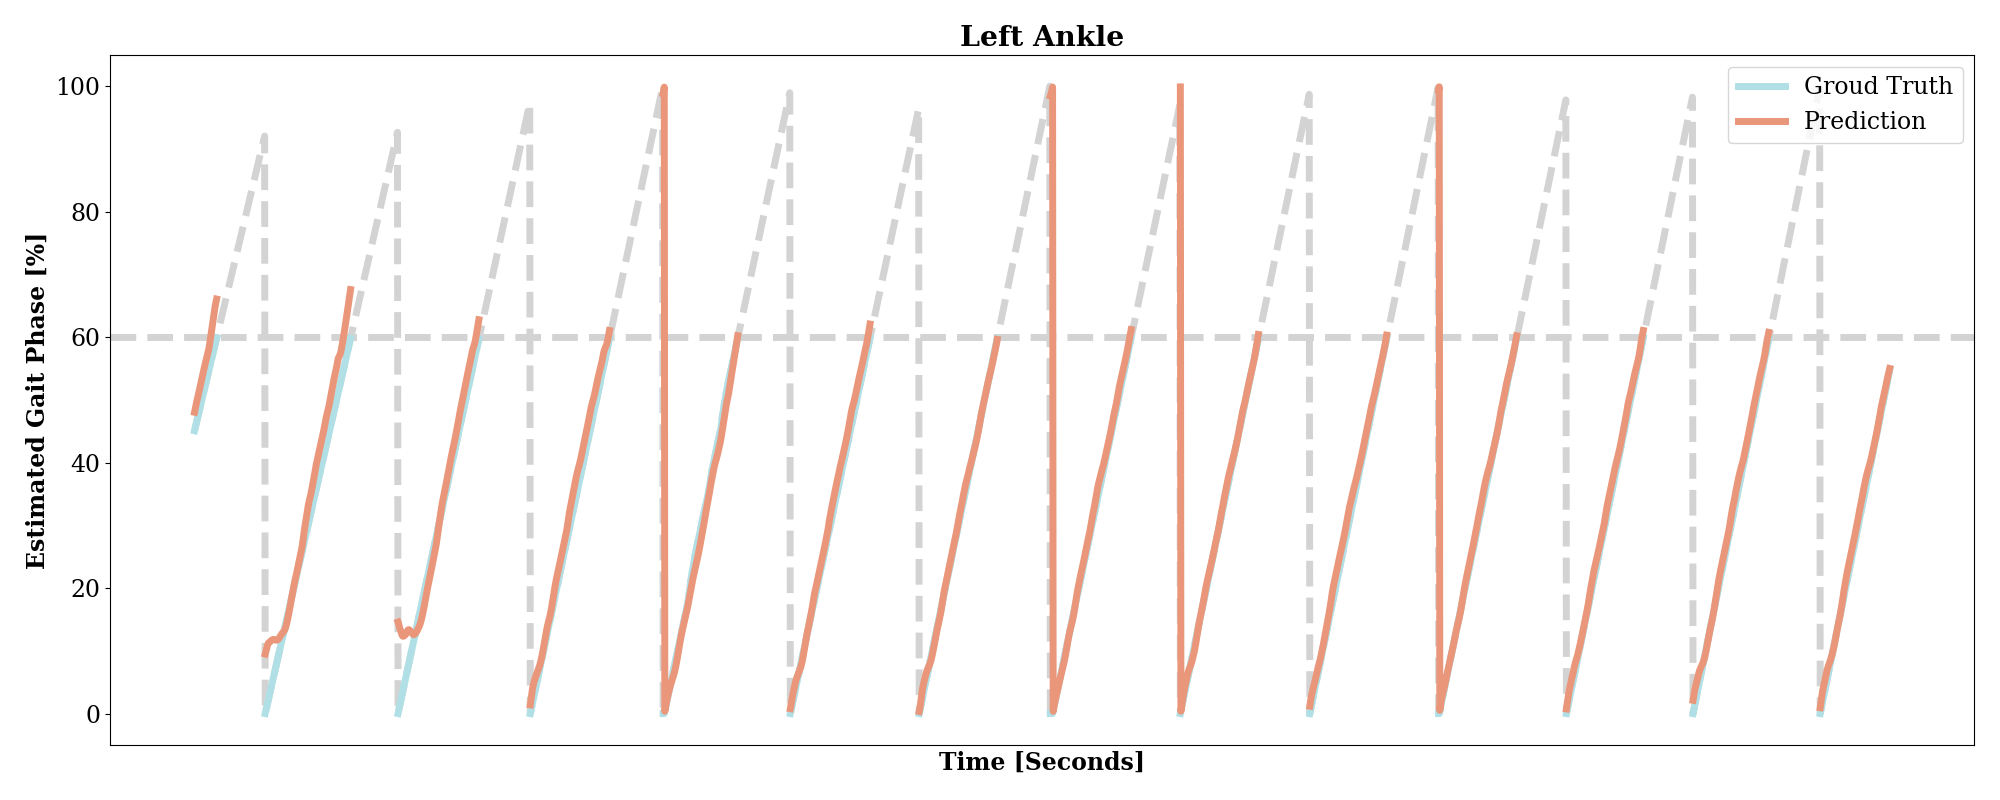 Left Ankle
Groud Truth
Prediction
Estimated Gait Phase [%]
100
80
60
40
20
0
Time [Seconds]